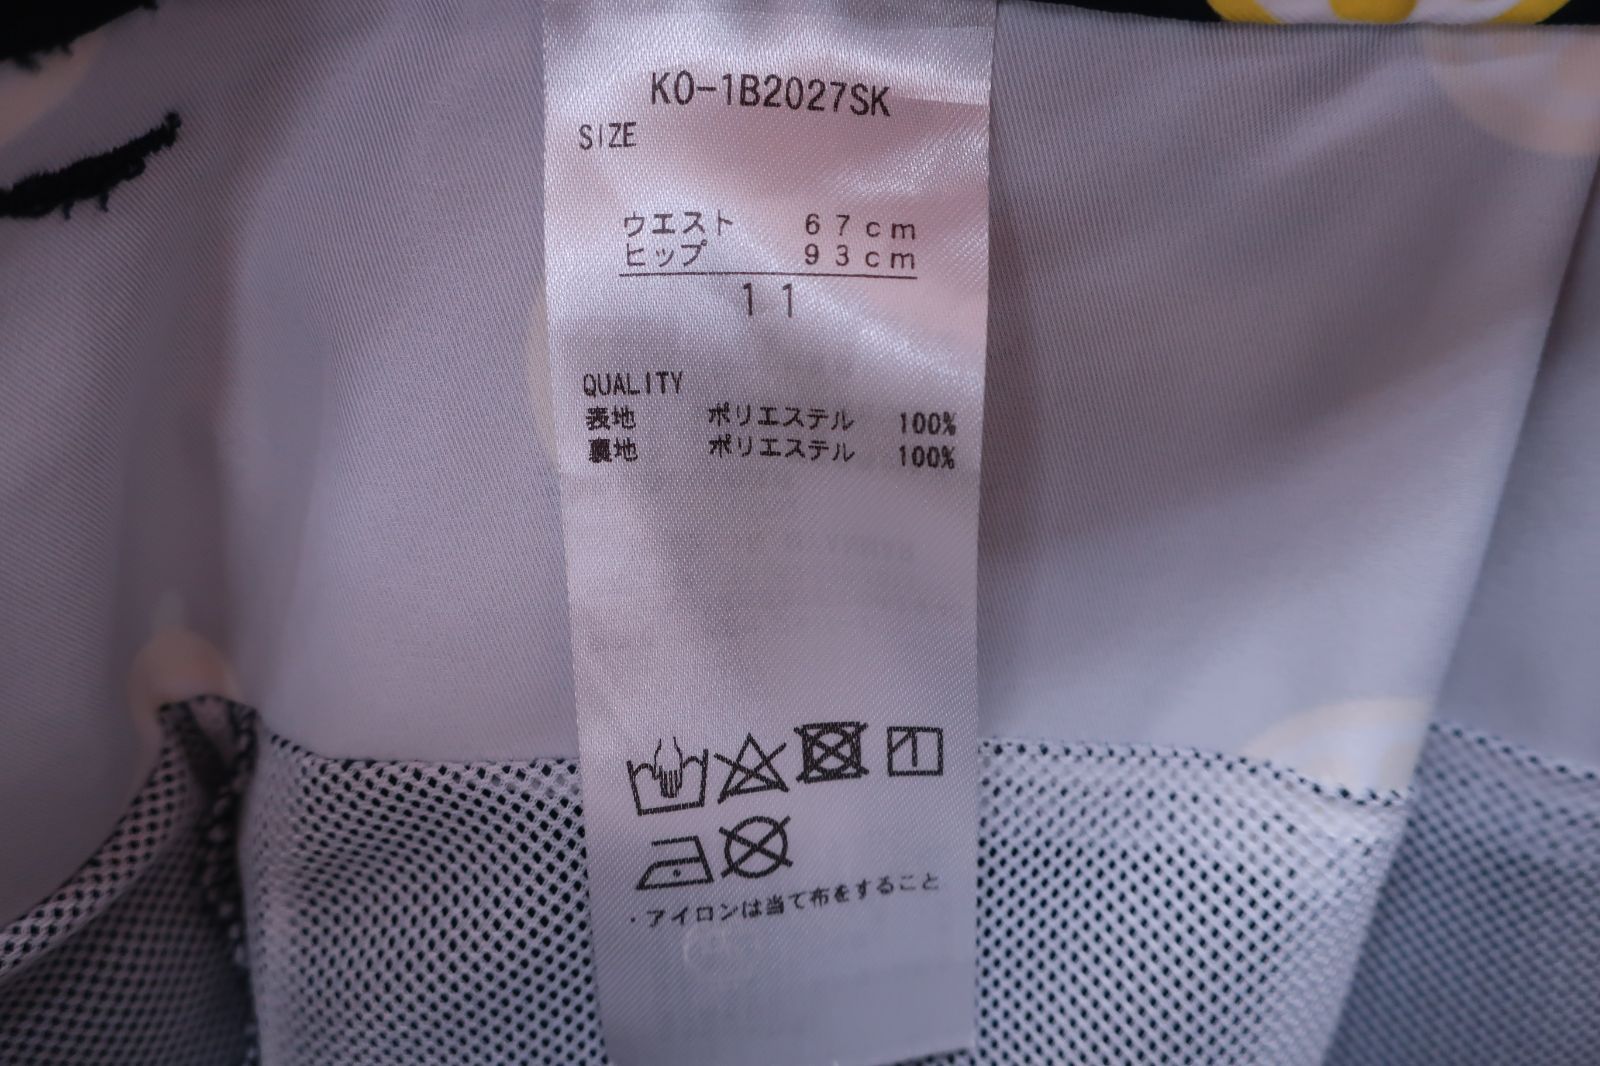 KO-1B2027SK
SIZE
ウエスト 67cm
ヒップ 93cm
11
QUALITY
表地 ポリエステル 100%
裏地 ポリエステル 100%
・アイロンは当て布をすること